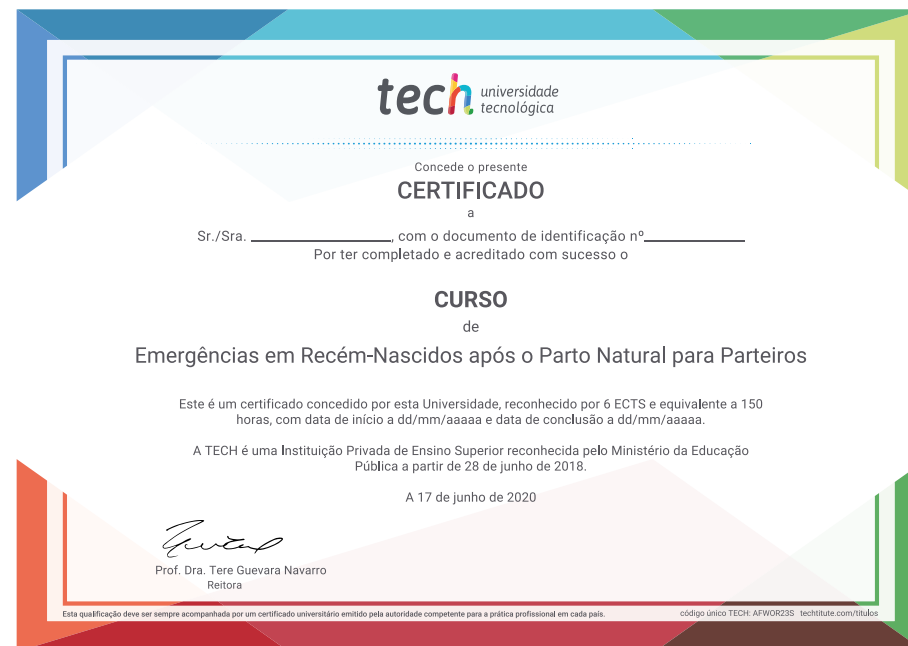 tech universidade
tecnológica
Concede o presente
CERTIFICADO
a
Sr./Sra. ____________________, com o documento de identificação nº______________
Por ter completado e acreditado com sucesso o
CURSO
de
Emergências em Recém-Nascidos após o Parto Natural para Parteiros
Este é um certificado concedido por esta Universidade, reconhecido por 6 ECTS e equivalente a 150
horas, com data de início a dd/mm/aaaaa e data de conclusão a dd/mm/aaaaa.
A TECH é uma Instituição Privada de Ensino Superior reconhecida pelo Ministério da Educação
Pública a partir de 28 de junho de 2018.
A 17 de junho de 2020
Prof. Dra. Tere Guevara Navarro
Reitora
Esta qualificação deve ser sempre acompanhada por um certificado universitário emitido pela autoridade competente para a prática profissional em cada país.
código único TECH: AFWOR23S techtitute.com/titulos